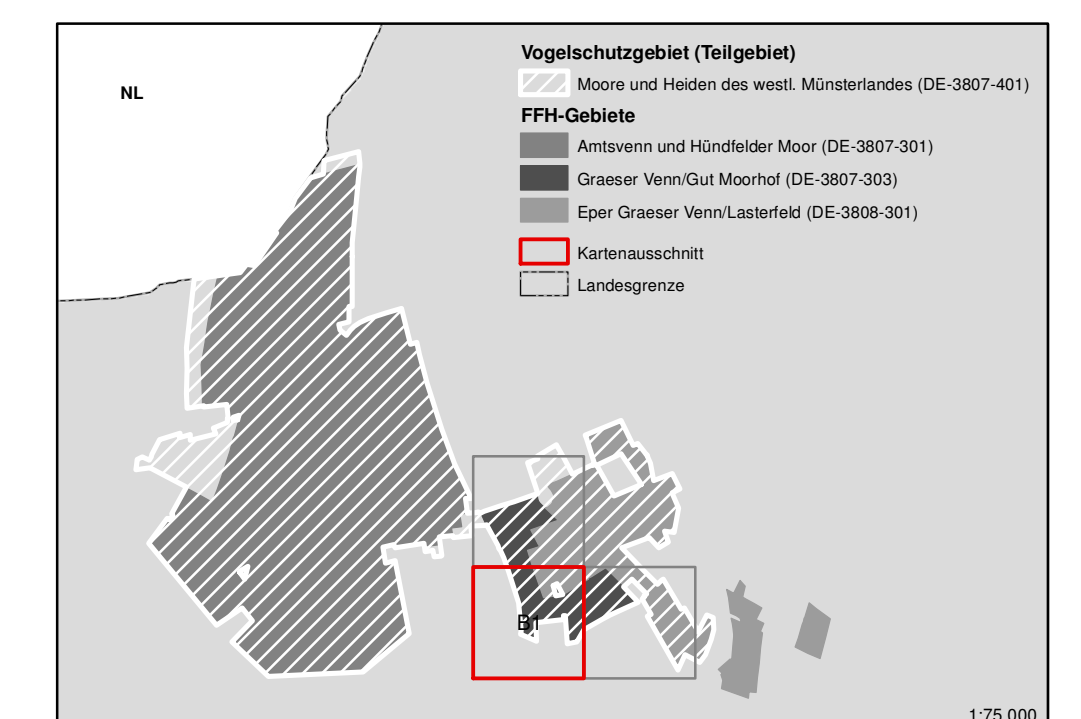 Vogelschutzgebiet (Teilgebiet)
NL
Moore und Heiden des westl. Münsterlandes (DE-3807-401)
FFH-Gebiete
Amtsvenn und Hündfelder Moor (DE-3807-301)
Graeser Venn/Gut Moorhof (DE-3807-303)
Eper Graeser Venn/Lasterfeld (DE-3808-301)
Kartenausschnitt
Landesgrenze
B1
1:75.000